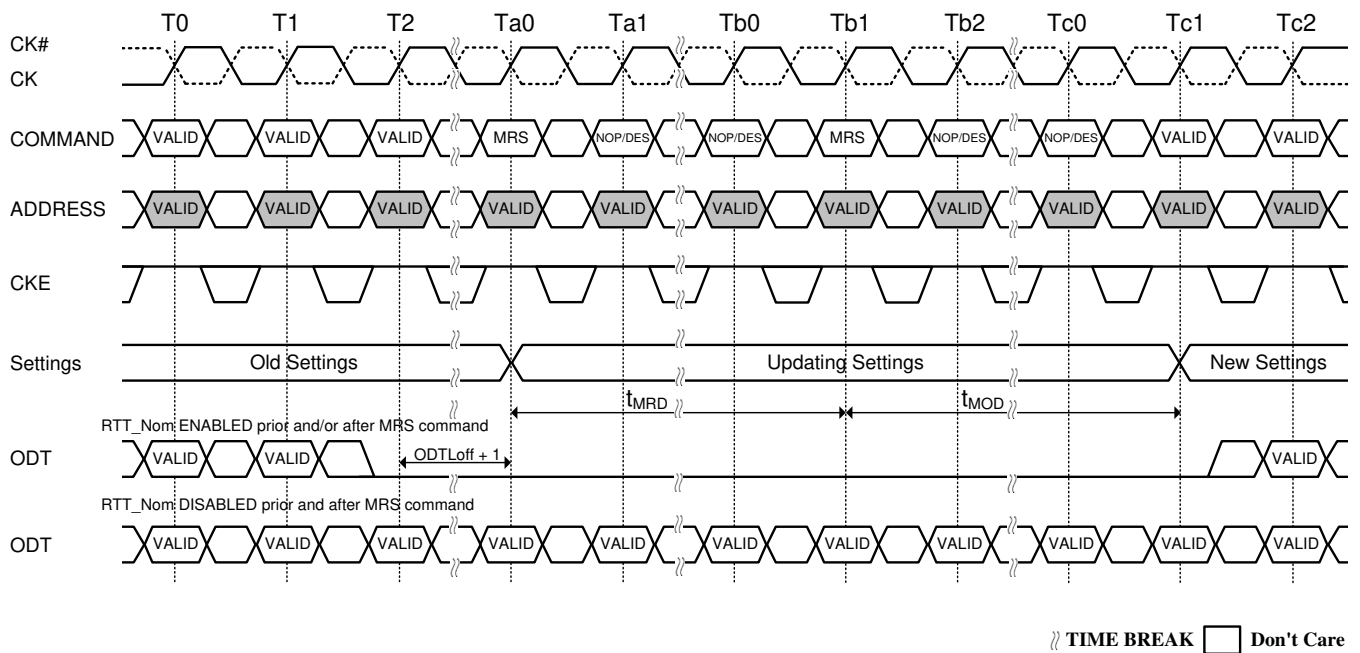 T0 T1 T2 Ta0 Ta1 Tb0 Tb1 Tb2 Tc0 Tc1 Tc2
CK#
CK
COMMAND VALID VALID VALID MRS NOP/DES NOP/DES MRS NOP/DES NOP/DES VALID VALID
ADDRESS VALID VALID VALID VALID VALID VALID VALID VALID VALID VALID VALID
CKE
Settings Old Settings Updating Settings New Settings
tMRD tMOD
RTT_Nom ENABLED prior and/or after MRS command
ODT VALID VALID ODTLoff + 1 VALID
RTT_Nom DISABLED prior and after MRS command
ODT VALID VALID VALID VALID VALID VALID VALID VALID VALID VALID VALID
TIME BREAK Don't Care